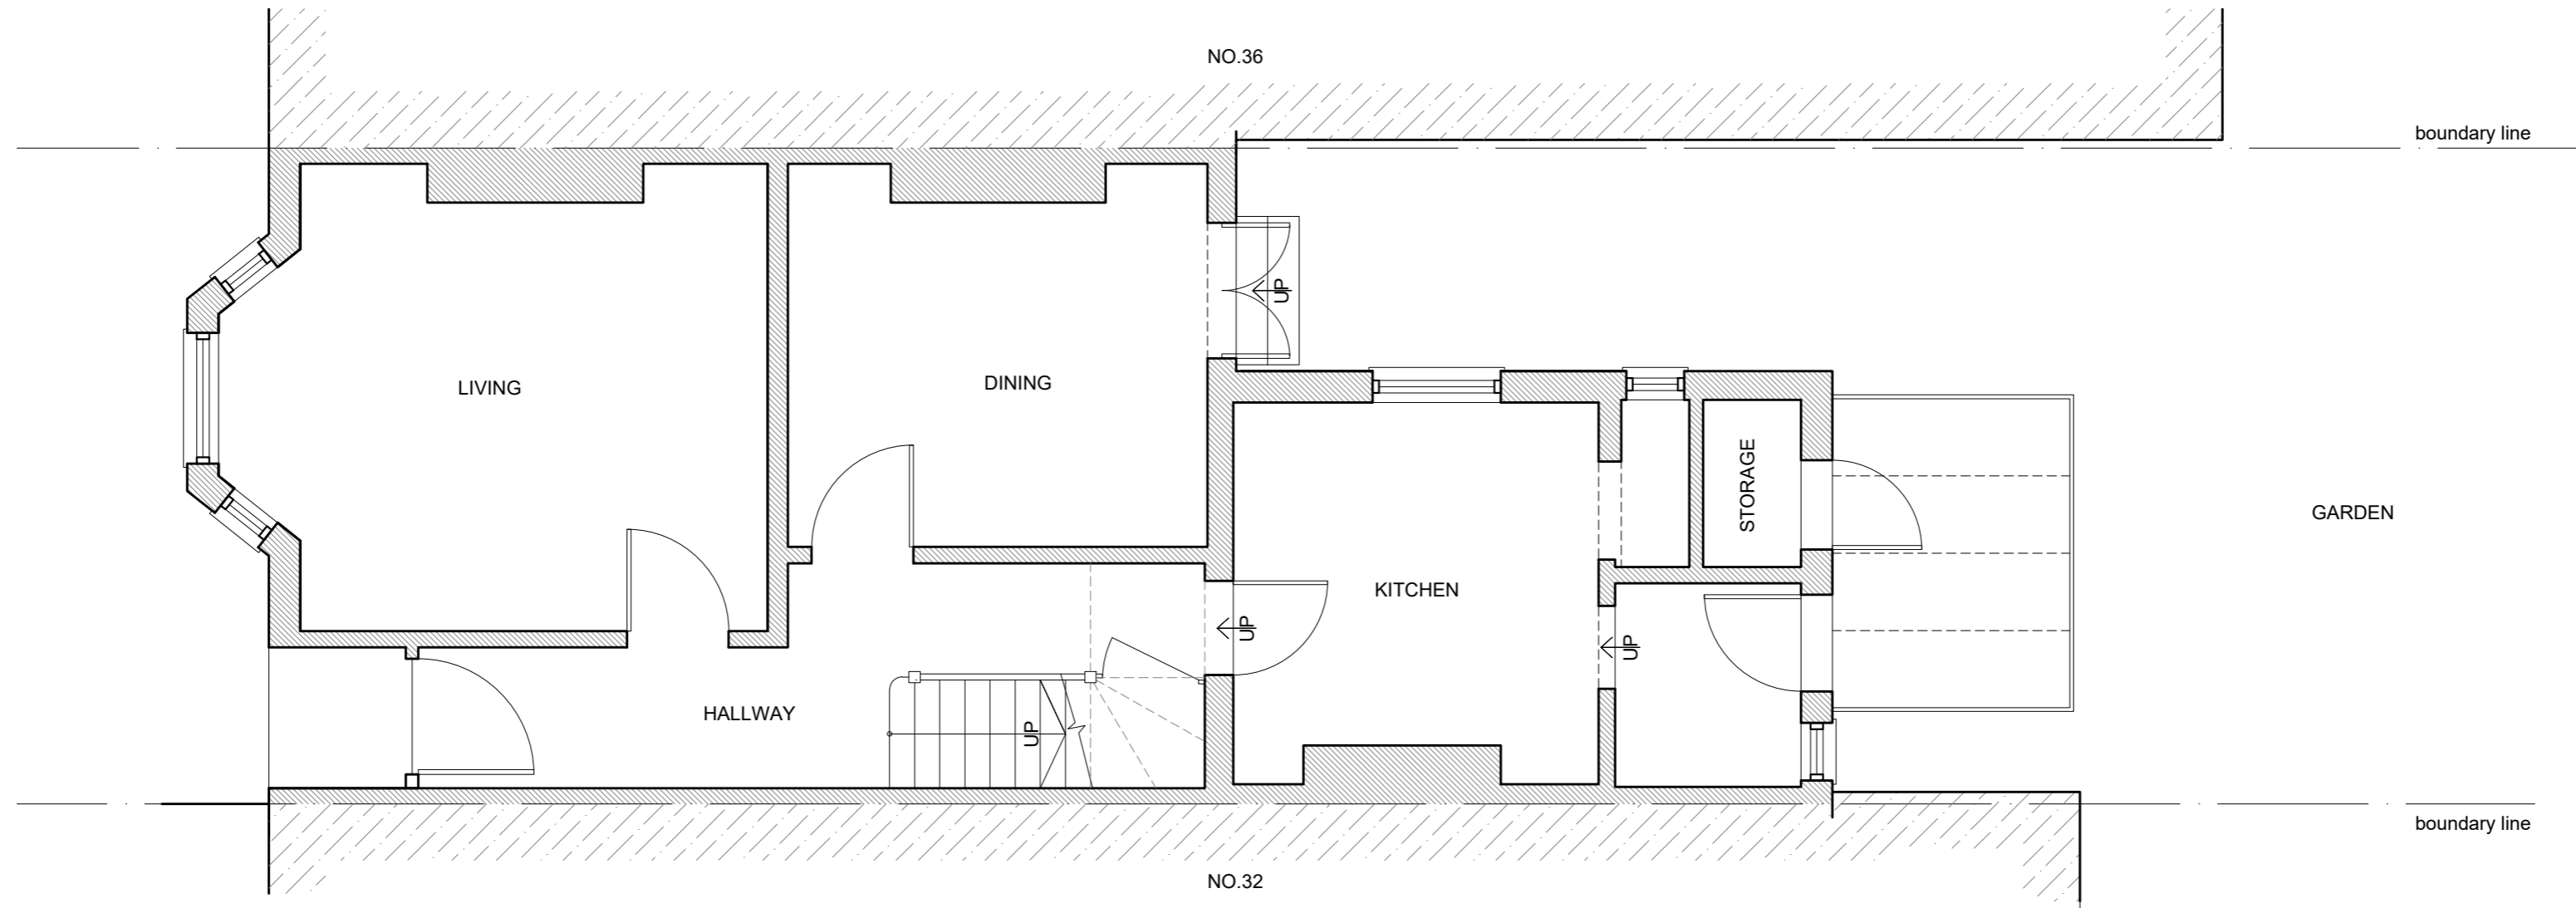 NO.36
boundary line
UP
LIVING
DINING
STORAGE
GARDEN
KITCHEN
UP
UP
HALLWAY
UP
boundary line
NO.32